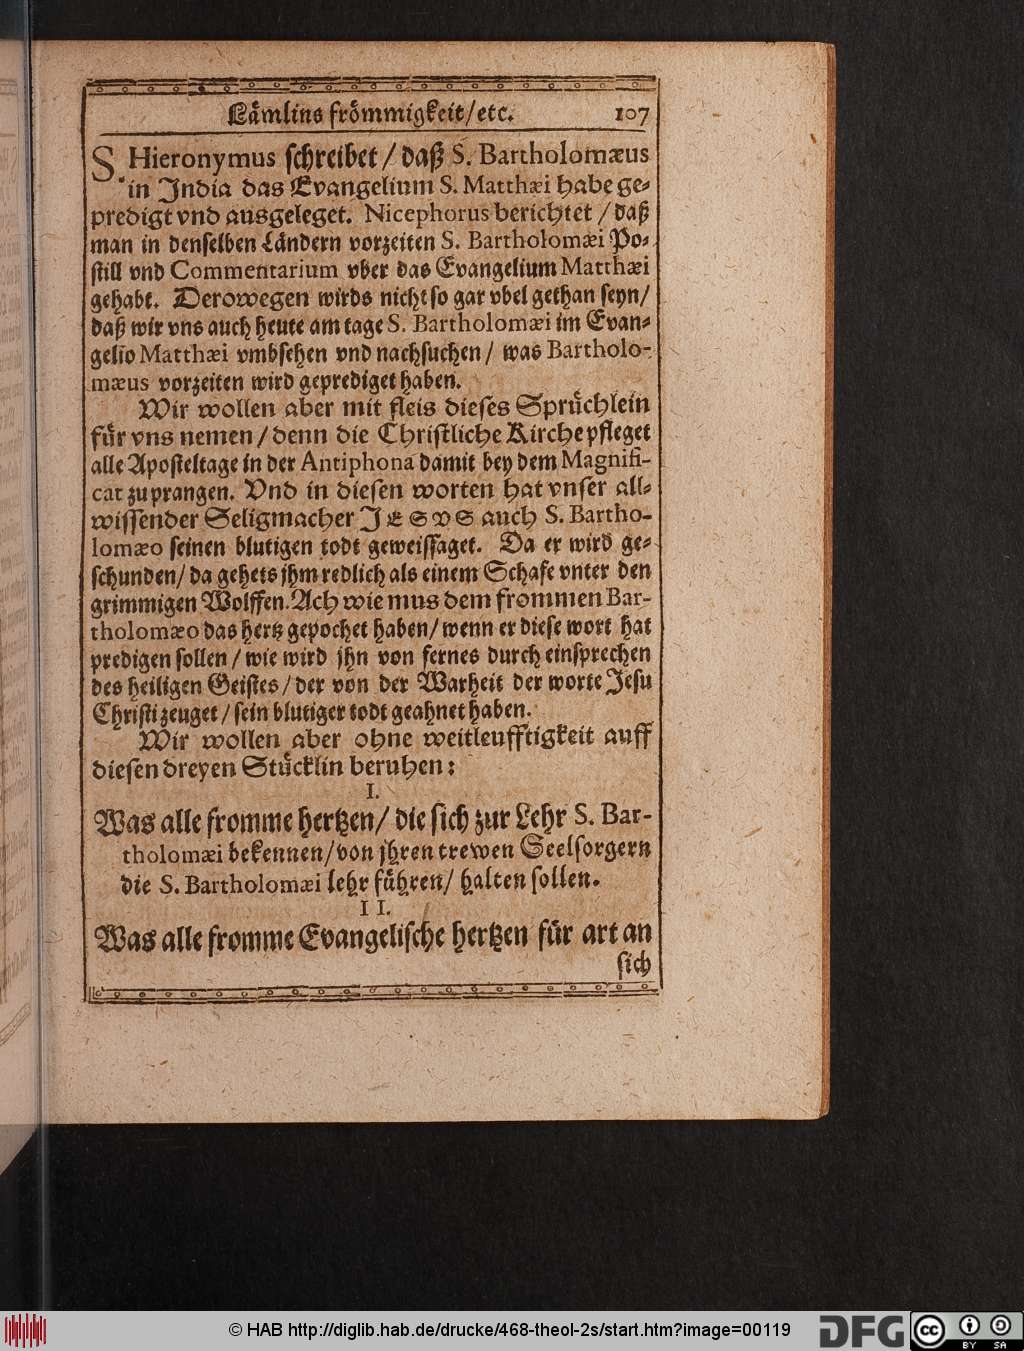 Lämlins frömmigkeit/etc. 107
S. Hieronymus ſchreibet / daß S. Bartholomæus
in India das Evangelium S. Matthæi habe ge⸗
predigt vnd ausgeleget. Nicephorus berichtet / daß
man in denſelben Ländern vorzeiten S. Bartholomæi Po⸗
ſtill vnd Commentarium vber das Evangelium Matthæi
gehabt. Derowegen wirds nicht ſo gar vbel gethan ſeyn/
daß wir vns auch heute am tage S. Bartholomæi im Evan⸗
gelio Matthæi vmbſehen vnd nachſuchen / was Bartholo-
mæus vorzeiten wird geprediget haben.
Wir wollen aber mit fleis dieſes Sprüchlein
für vns nemen / denn die Chriſtliche Kirche pfleget
alle Apoſteltage in der Antiphona damit bey dem Magnifi-
cat zu prangen. Vnd in dieſen worten hat vnſer all⸗
wiſſender Seligmacher JESVS auch S. Bartho-
lomæo ſeinen blutigen todt geweiſſaget. Da er wird ge⸗
ſchunden/ da gehets jhm redlich als einem Schafe vnter den
grimmigen Wolffen. Ach wie mus dem frommen Bar-
tholomæo das hertz gepochet haben/ wenn er dieſe wort hat
predigen ſollen / wie wird jhn von fernes durch einſprechen
des heiligen Geiſtes / der von der Warheit der worte Jeſu
Chriſti zeuget / ſein blutiger todt geahnet haben.
Wir wollen aber ohne weitleufftigkeit auff
dieſen dreyen Stücklin beruhen:
I.
Was alle fromme hertzen/ die ſich zur Lehr S. Bar-
tholomæi bekennen/ von jhren trewen Seelſorgern
die S. Bartholomæi lehr führen/ halten ſollen.
II.
Was alle fromme Evangeliſche hertzen für art an
ſich
© HAB http://diglib.hab.de/drucke/468-theol-2s/start.htm?image=00119
DFG
cc BY SA